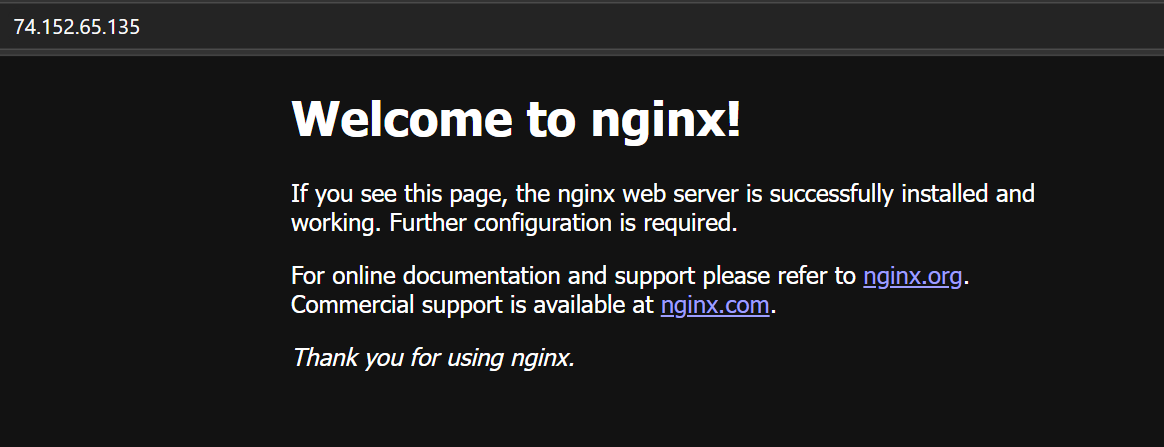 74.152.65.135
Welcome to nginx!
If you see this page, the nginx web server is successfully installed and
working. Further configuration is required.
For online documentation and support please refer to nginx.org.
Commercial support is available at nginx.com.
Thank you for using nginx.